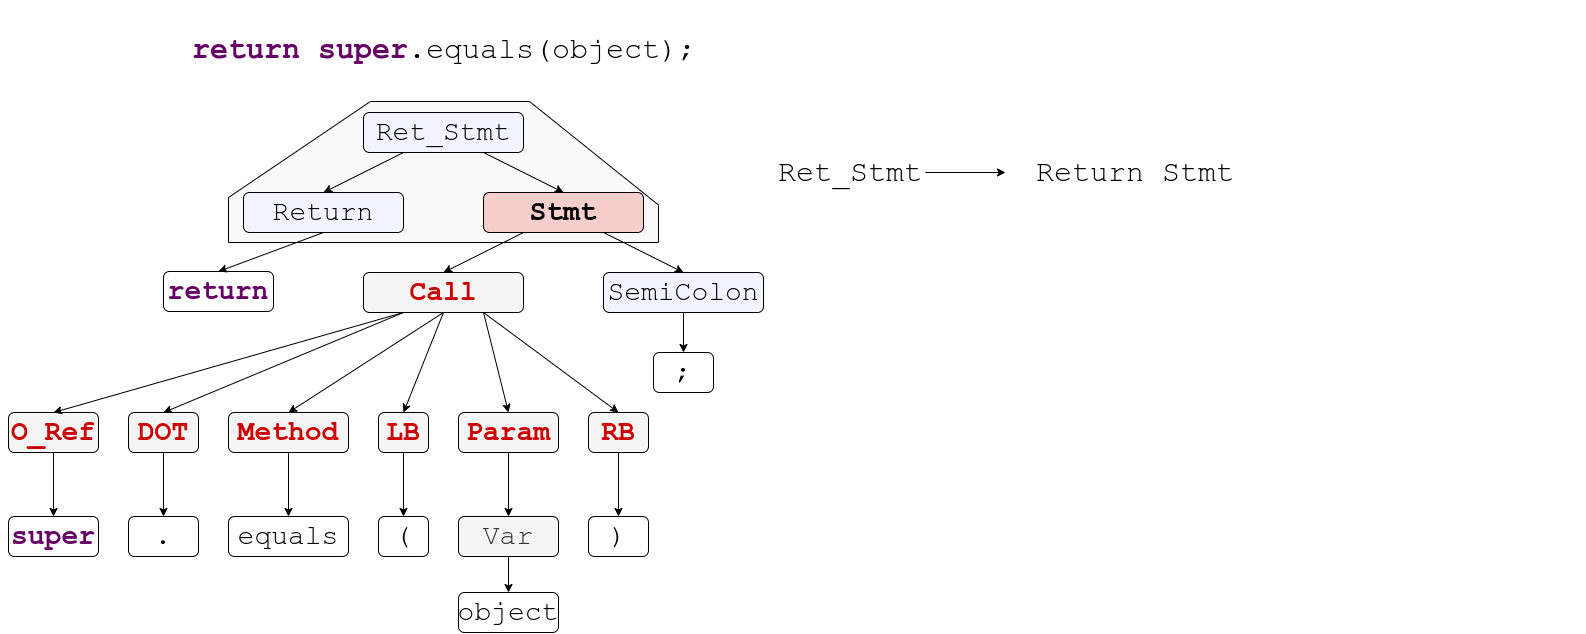 return super.equals(object);
Ret_Stmt
Ret_Stmt Return Stmt
Return Stmt
return Call SemiColon
;
O_Ref DOT Method LB Param RB
super . equals ( Var )
object